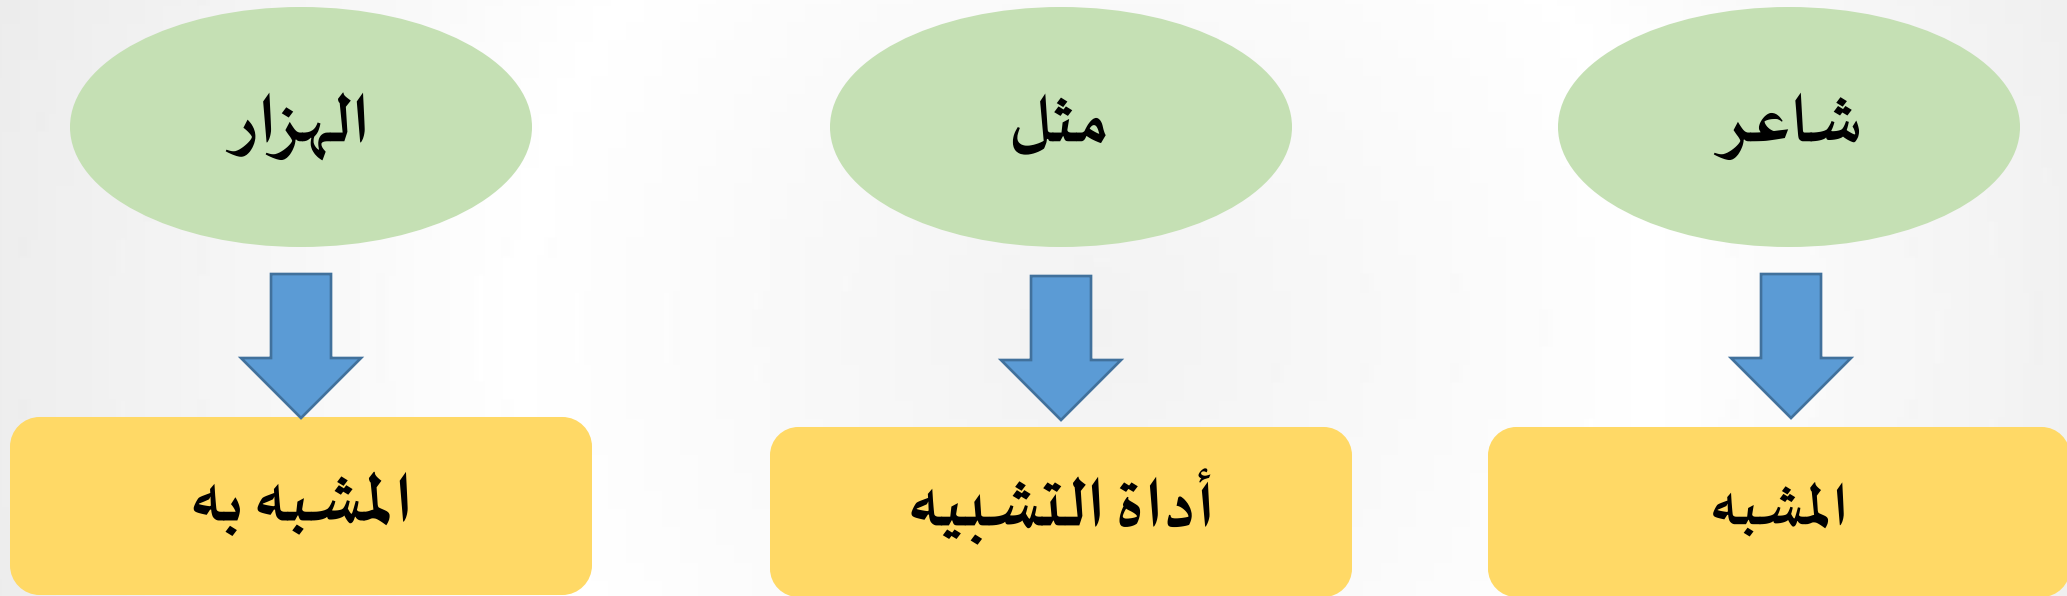 شاعر
مثل
الهزار
المشبه
أداة التشبيه
المشبه به